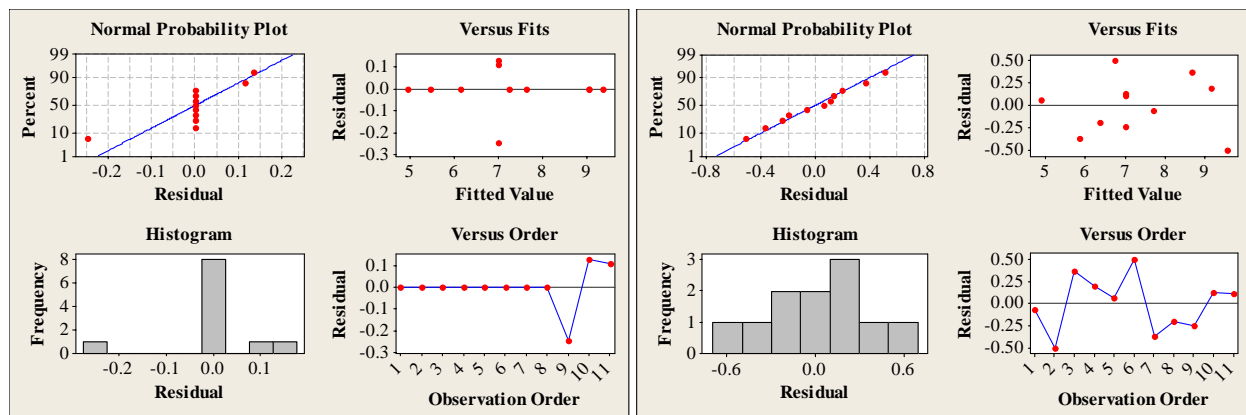 Normal Probability Plot
Percent
99
90
50
10
1
-0.2 -0.1 0.0 0.1 0.2
Residual
Versus Fits
Residual
0.1
0.0
-0.1
-0.2
-0.3
5 6 7 8 9
Fitted Value
Histogram
Frequency
8
6
4
2
0
-0.2 -0.1 0.0 0.1
Residual
Versus Order
Residual
0.1
0.0
-0.1
-0.2
-0.3
1 2 3 4 5 6 7 8 9 10 11
Observation Order
Normal Probability Plot
Percent
99
90
50
10
1
-0.8 -0.4 0.0 0.4 0.8
Residual
Versus Fits
Residual
0.50
0.25
0.00
-0.25
-0.50
5 6 7 8 9
Fitted Value
Histogram
Frequency
3
2
1
0
-0.6 0.0 0.6
Residual
Versus Order
Residual
0.50
0.25
0.00
-0.25
-0.50
1 2 3 4 5 6 7 8 9 10 11
Observation Order